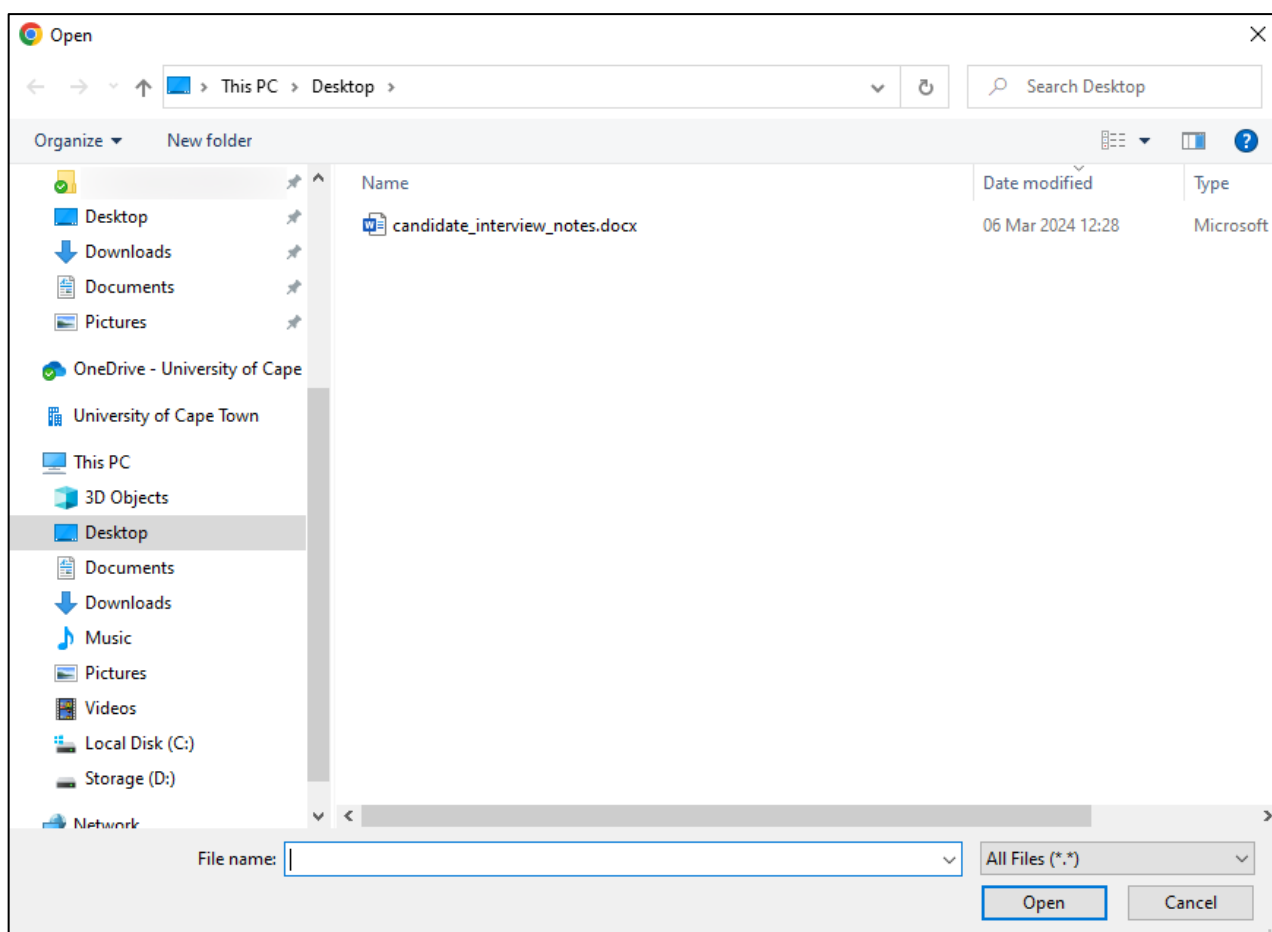 Open
This PC > Desktop >
Search Desktop
Organize
New folder
Name
Date modified
Type
candidate_interview_notes.docx
06 Mar 2024 12:28
Microsoft
Desktop
Downloads
Documents
Pictures
OneDrive - University of Cape
University of Cape Town
This PC
3D Objects
Desktop
Documents
Downloads
Music
Pictures
Videos
Local Disk (C:)
Storage (D:)
Network
File name:
All Files (*.*)
Open
Cancel